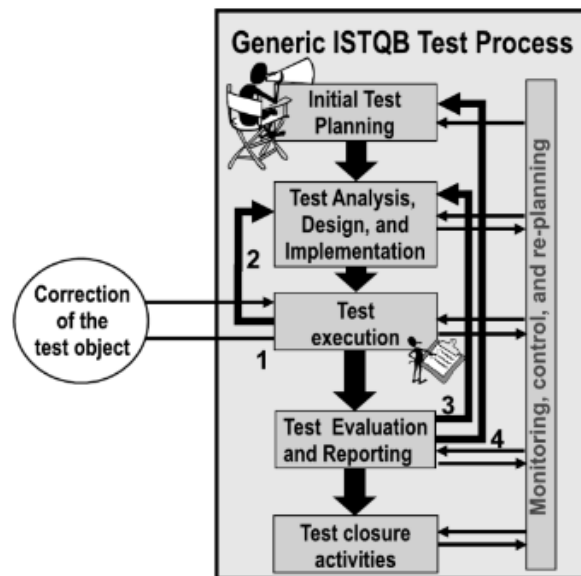 Generic ISTQB Test Process
Initial Test
Planning
Test Analysis,
Design, and
Implementation
2
Correction
of the
test object
Test
execution
1
3
Test Evaluation
and Reporting
4
Test closure
activities
Monitoring, control, and re-planning